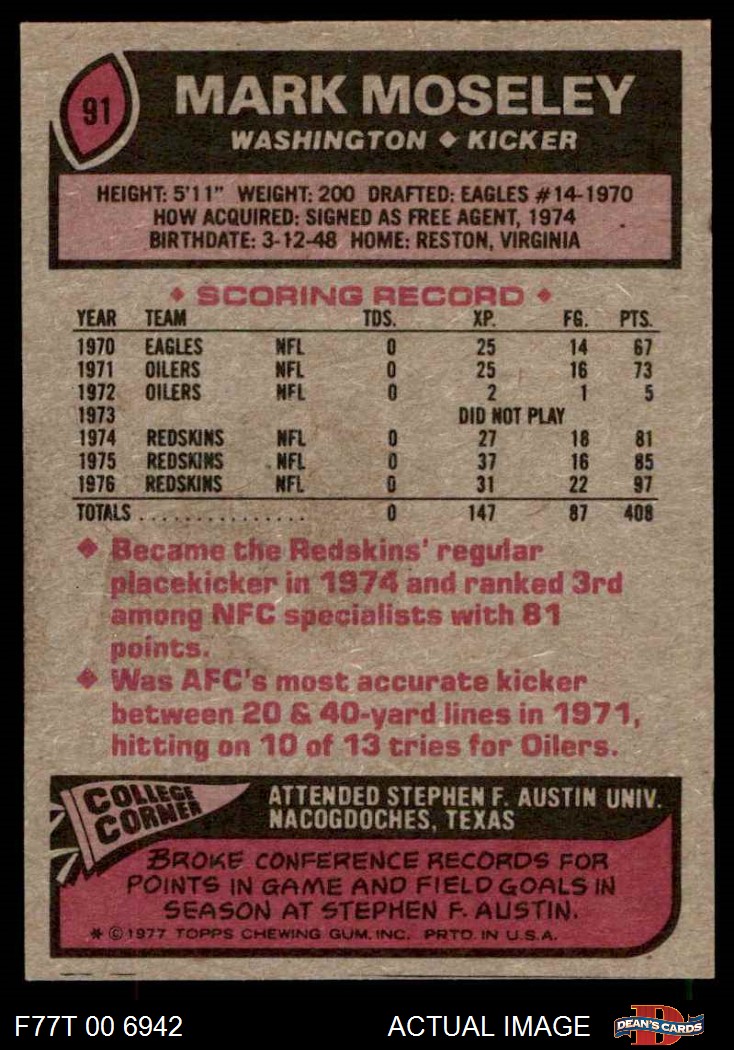 91
MARK MOSELEY
WASHINGTON ◆ KICKER
HEIGHT: 5'11" WEIGHT: 200 DRAFTED: EAGLES #14-1970
HOW ACQUIRED: SIGNED AS FREE AGENT, 1974
BIRTHDATE: 3-12-48 HOME: RESTON, VIRGINIA
◆ SCORING RECORD ◆
YEAR TEAM TDS. XP. FG. PTS.
1970 EAGLES NFL 0 25 14 67
1971 OILERS NFL 0 25 16 73
1972 OILERS NFL 0 2 1 5
1973 DID NOT PLAY
1974 REDSKINS NFL 0 27 18 81
1975 REDSKINS NFL 0 37 16 85
1976 REDSKINS NFL 0 31 22 97
TOTALS ................ 0 147 87 408
◆ Became the Redskins' regular
placekicker in 1974 and ranked 3rd
among NFC specialists with 81
points.
◆ Was AFC's most accurate kicker
between 20 & 40-yard lines in 1971,
hitting on 10 of 13 tries for Oilers.
COLLEGE
CORNER
ATTENDED STEPHEN F. AUSTIN UNIV.
NACOGDOCHES, TEXAS
BROKE CONFERENCE RECORDS FOR
POINTS IN GAME AND FIELD GOALS IN
SEASON AT STEPHEN F. AUSTIN.
* © 1977 TOPPS CHEWING GUM, INC. PRTD. IN U.S.A.
F77T 00 6942
ACTUAL IMAGE
D
DEAN'S CARDS